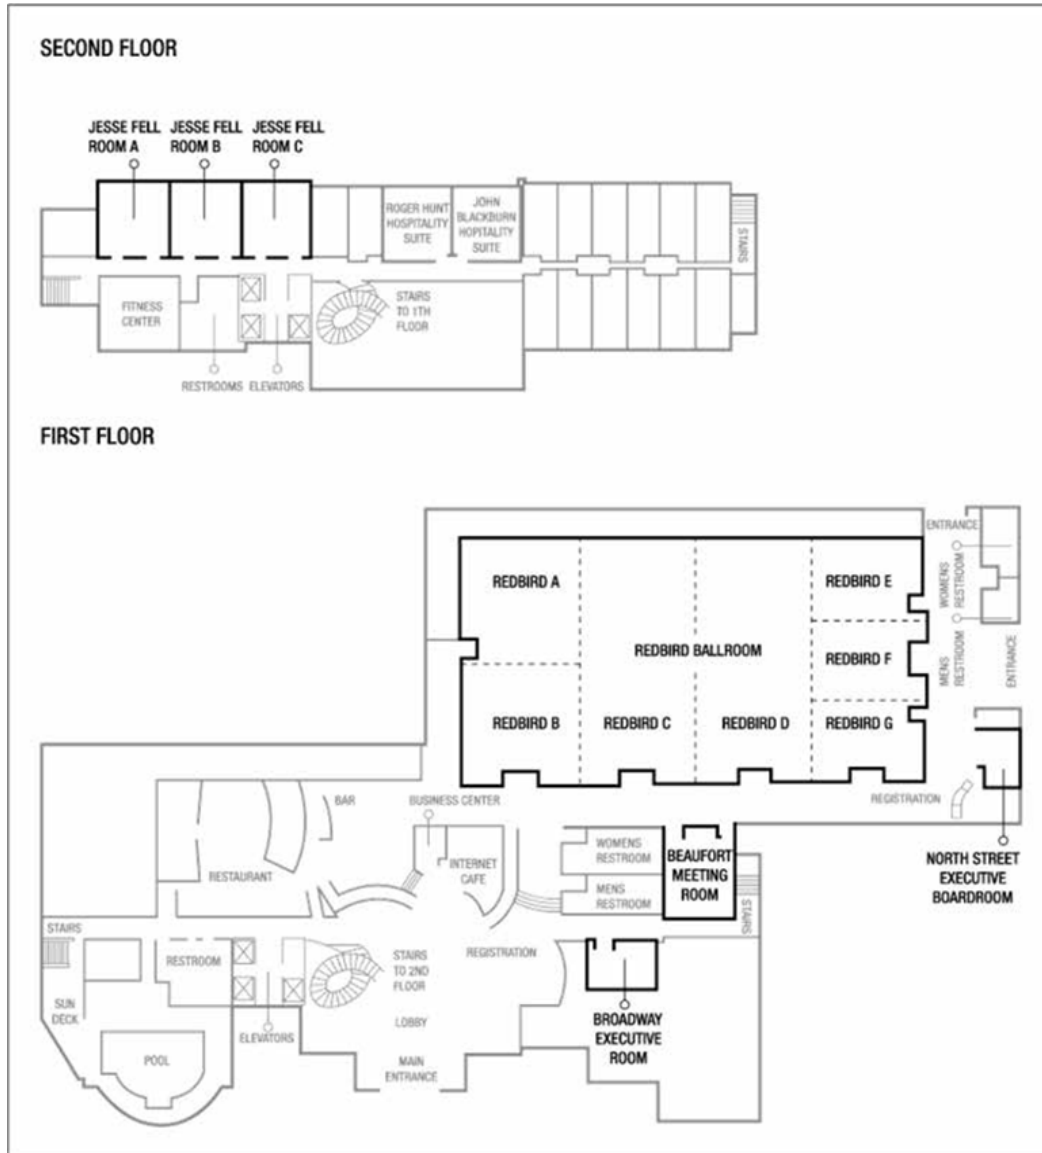 SECOND FLOOR
JESSE FELL
ROOM A
JESSE FELL
ROOM B
JESSE FELL
ROOM C
ROGER HUNT
HOSPITALITY
SUITE
JOHN
BLACKBURN
HOPITALITY
SUITE
STAIRS
FITNESS
CENTER
STAIRS
TO 1TH
FLOOR
RESTROOMS
ELEVATORS
FIRST FLOOR
ENTRANCE
WOMENS
RESTROOM
MENS
RESTROOM
ENTRANCE
REDBIRD A
REDBIRD E
REDBIRD BALLROOM
REDBIRD F
REDBIRD B
REDBIRD C
REDBIRD D
REDBIRD G
REGISTRATION
NORTH STREET
EXECUTIVE
BOARDROOM
BAR
BUSINESS CENTER
RESTAURANT
INTERNET
CAFE
WOMENS
RESTROOM
MENS
RESTROOM
BEAUFORT
MEETING
ROOM
STAIRS
STAIRS
RESTROOM
STAIRS
TO 2ND
FLOOR
REGISTRATION
SUN
DECK
ELEVATORS
LOBBY
BROADWAY
EXECUTIVE
ROOM
POOL
MAIN
ENTRANCE